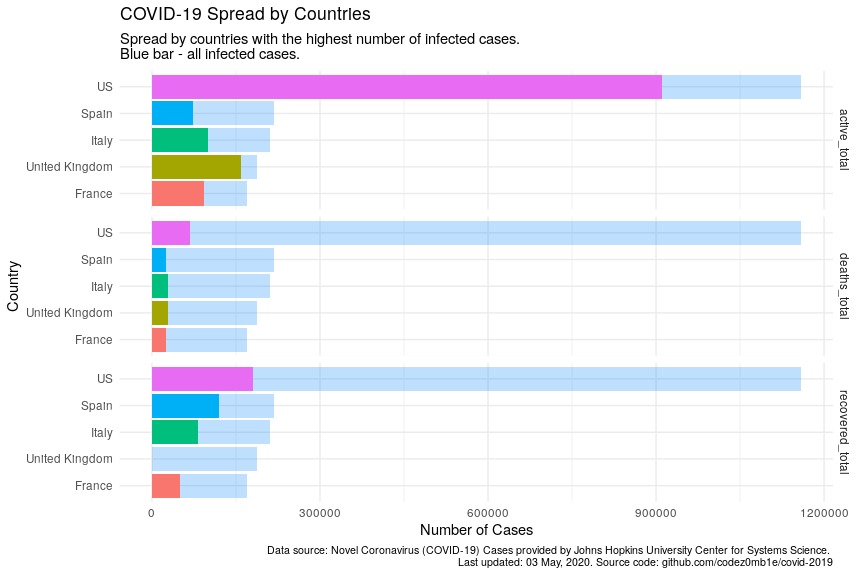 COVID-19 Spread by Countries
Spread by countries with the highest number of infected cases.
Blue bar - all infected cases.
US
Spain
Italy
United Kingdom
France
active_total
US
Spain
Italy
United Kingdom
France
deaths_total
US
Spain
Italy
United Kingdom
France
recovered_total
Country
0 300000 600000 900000 1200000
Number of Cases
Data source: Novel Coronavirus (COVID-19) Cases provided by Johns Hopkins University Center for Systems Science.
Last updated: 03 May, 2020. Source code: github.com/codez0mb1e/covid-2019